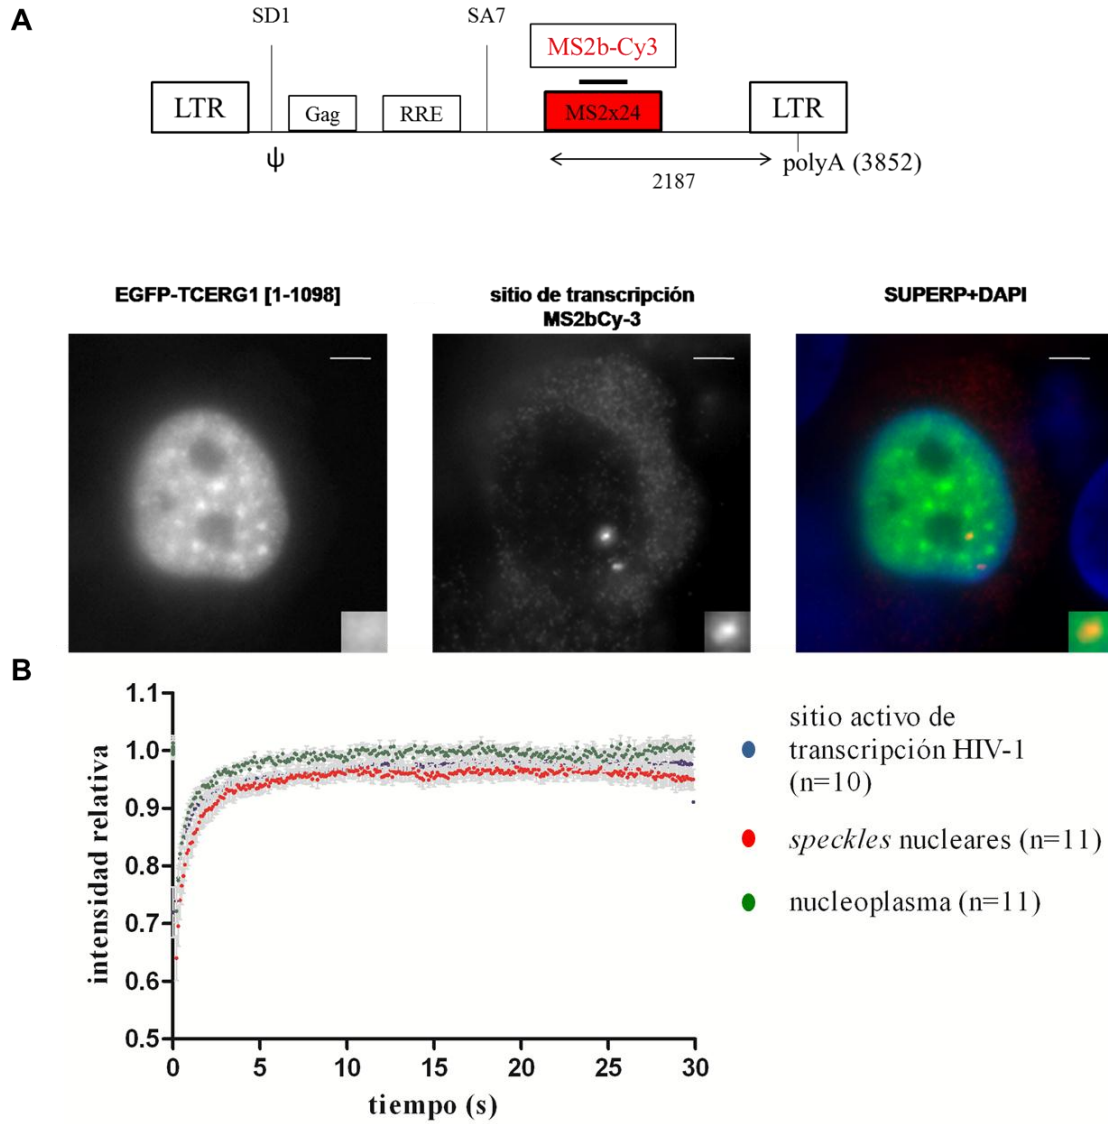 A
SD1
SA7
MS2b-Cy3
LTR
Gag
RRE
MS2x24
LTR
ψ
2187
polyA (3852)
EGFP-TCERG1 [1-1098]
sitio de transcripción
MS2bCy-3
SUPERP+DAPI
B
1.1
1.0
0.9
0.8
0.7
0.6
0.5
intensidad relativa
0
5
10
15
20
25
30
tiempo (s)
sitio activo de
transcripción HIV-1
(n=10)
speckles nucleares (n=11)
nucleoplasma (n=11)